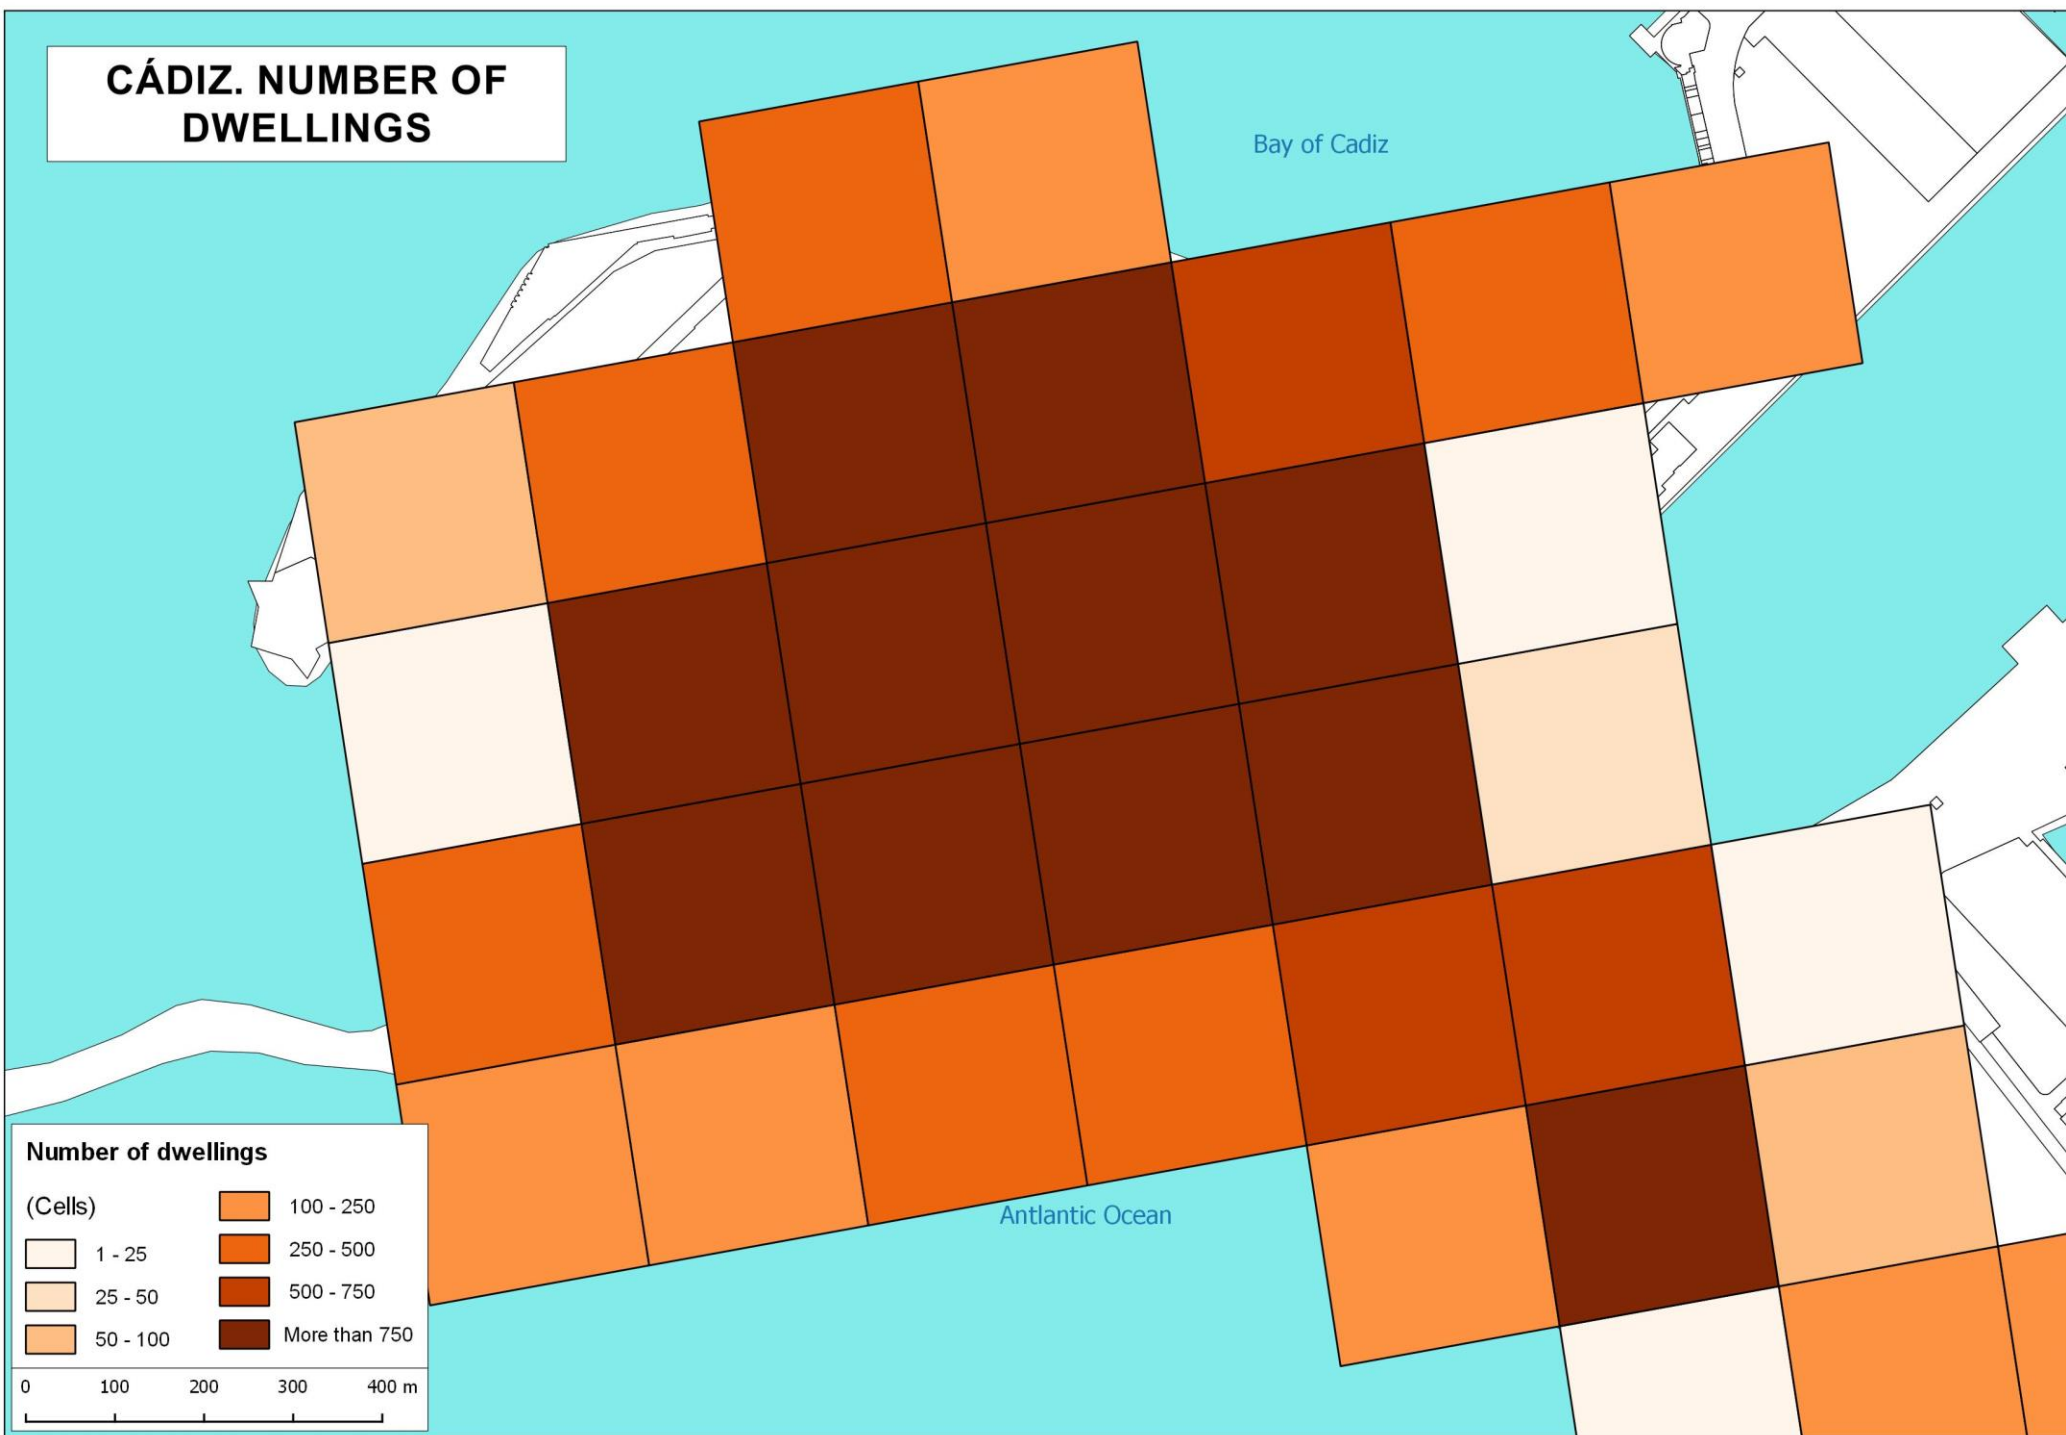 CÁDIZ. NUMBER OF
DWELLINGS
Bay of Cadiz
Antlantic Ocean
Number of dwellings
(Cells)
1 - 25
25 - 50
50 - 100
100 - 250
250 - 500
500 - 750
More than 750
0 100 200 300 400 m